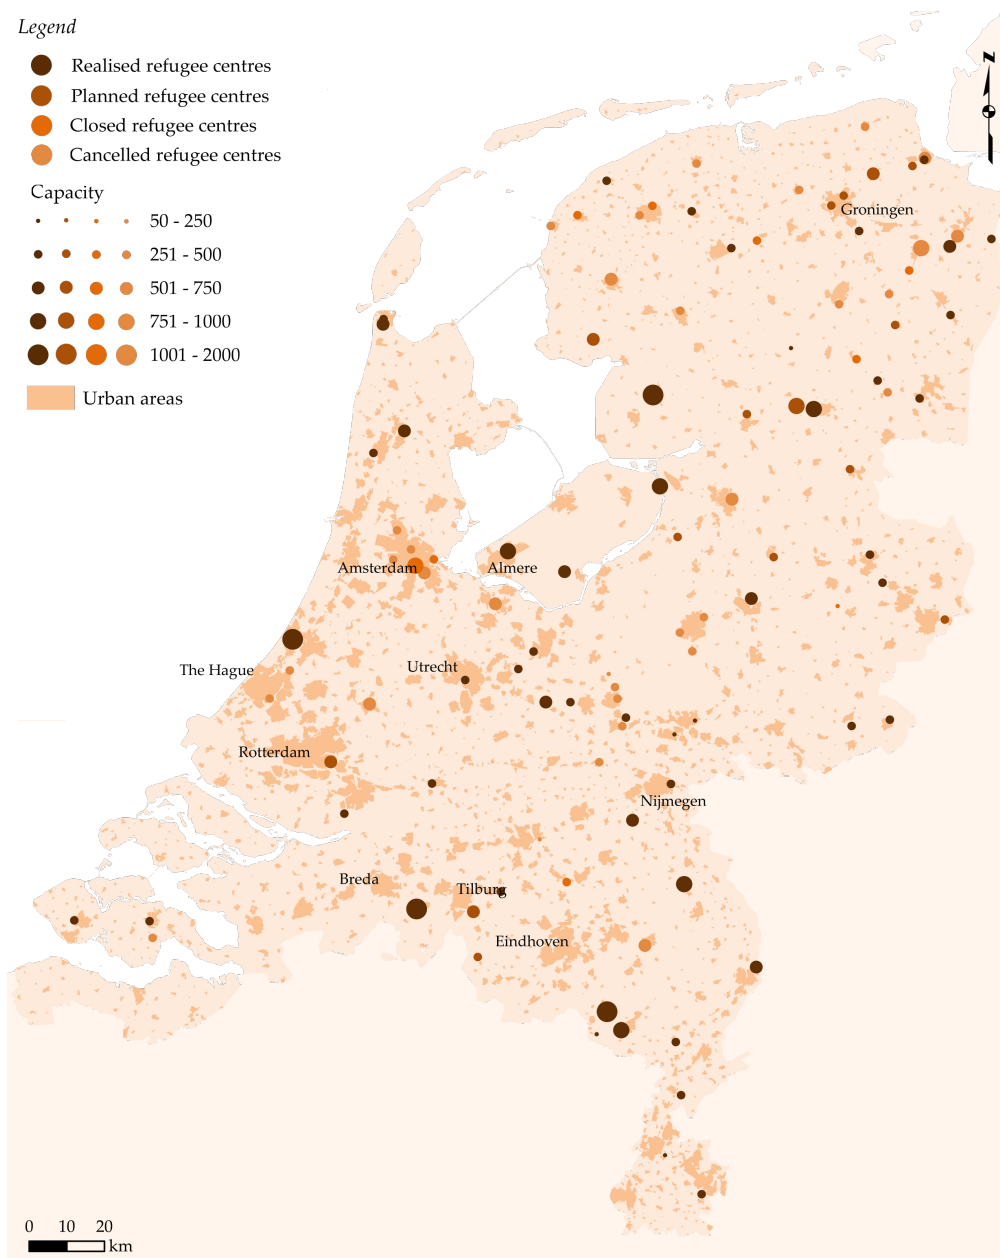 Legend
Realised refugee centres
Planned refugee centres
Closed refugee centres
Cancelled refugee centres
Capacity
50 - 250
251 - 500
501 - 750
751 - 1000
1001 - 2000
Urban areas
N
Groningen
Amsterdam
Almere
The Hague
Utrecht
Rotterdam
Nijmegen
Breda
Tilburg
Eindhoven
0 10 20
km